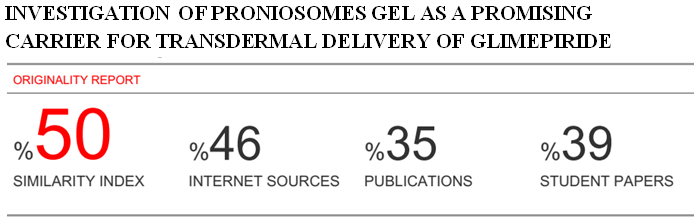 INVESTIGATION OF PRONIOSOMES GEL AS A PROMISING
CARRIER FOR TRANSDERMAL DELIVERY OF GLIMEPIRIDE
ORIGINALITY REPORT
%50 %46 %35 %39
SIMILARITY INDEX INTERNET SOURCES PUBLICATIONS STUDENT PAPERS